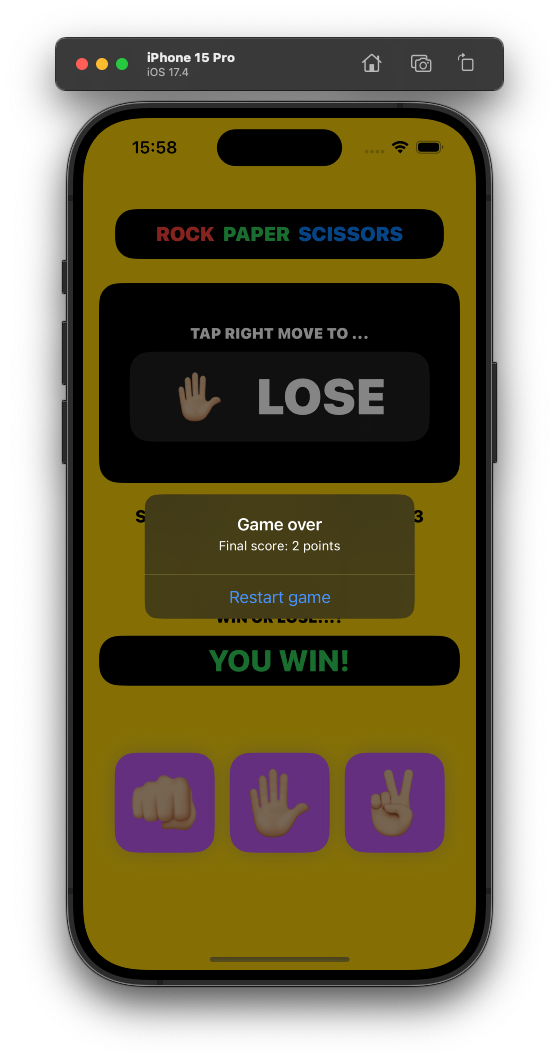 iPhone 15 Pro
iOS 17.4
15:58
ROCK PAPER SCISSORS
TAP RIGHT MOVE TO ...
LOSE
S 3
Game over
Final score: 2 points
Restart game
WIN OR LOSE...?
YOU WIN!